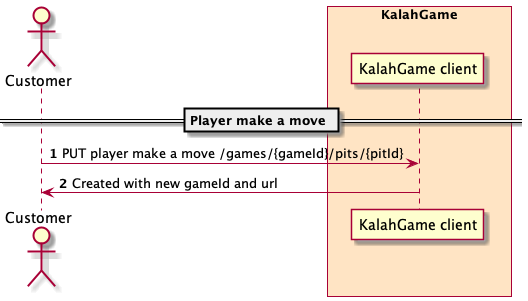 KalahGame
Customer
KalahGame client
Player make a move
1 PUT player make a move /games/{gameId}/pits/{pitId}
2 Created with new gameId and url
Customer
KalahGame client